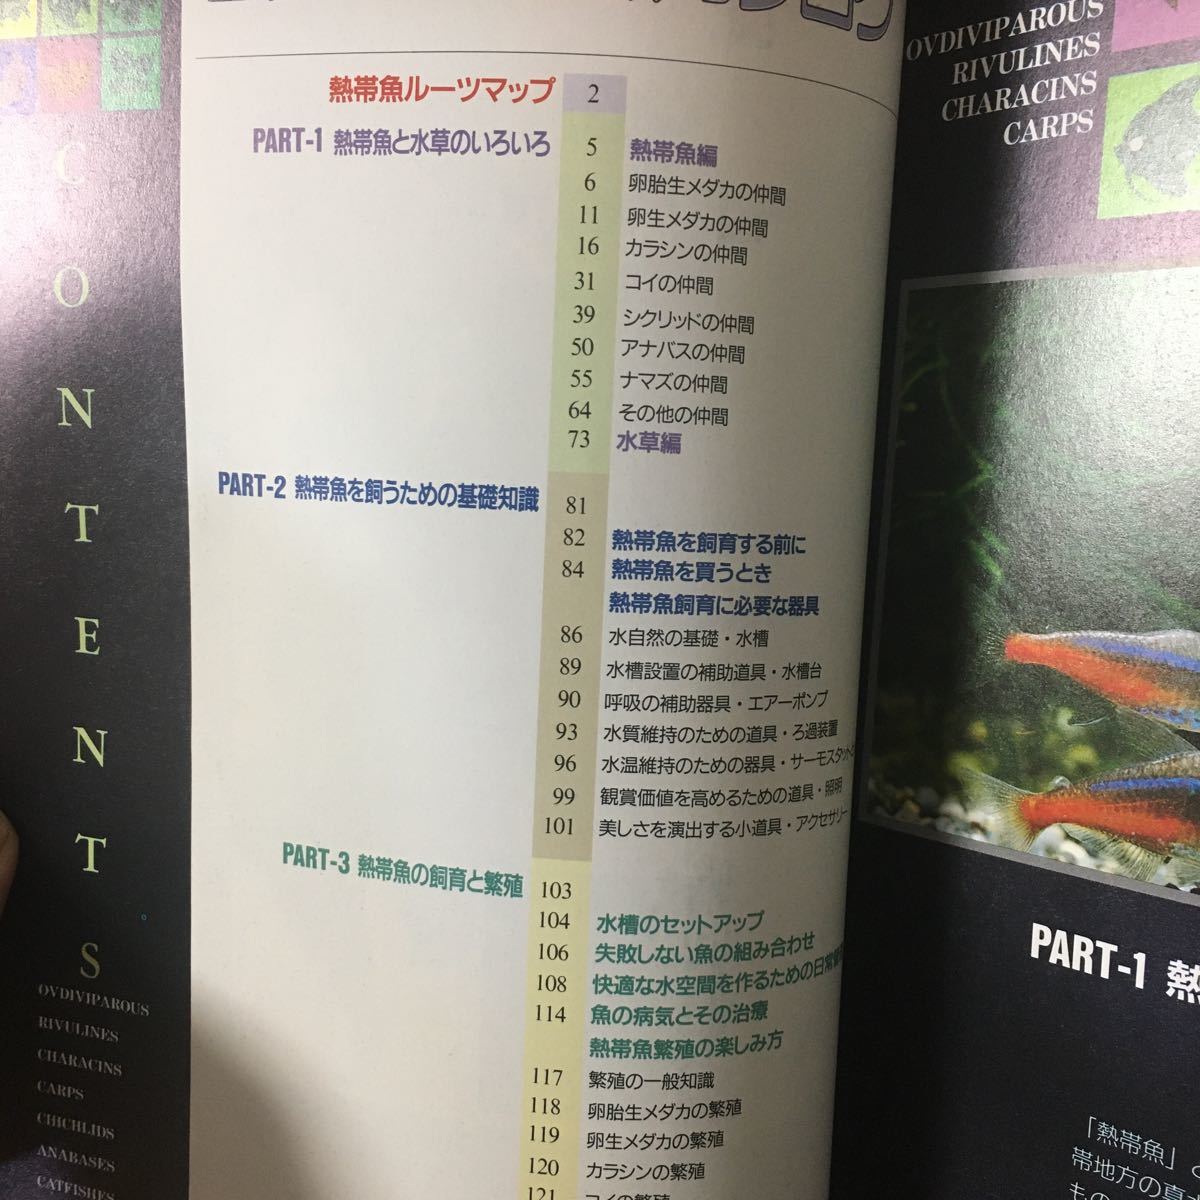 C
O
N
T
E
N
T
S
OVDIVIPAROUS
RIVULINES
CHARACINS
CARPS
CHICHLIDS
ANABASES
CATFISHES
熱帯魚ルーツマップ 2
PART-1 熱帯魚と水草のいろいろ 5 熱帯魚編
6 卵胎生メダカの仲間
11 卵生メダカの仲間
16 カラシンの仲間
31 コイの仲間
39 シクリッドの仲間
50 アナバスの仲間
55 ナマズの仲間
64 その他の仲間
73 水草編
PART-2 熱帯魚を飼うための基礎知識 81
82 熱帯魚を飼育する前に
84 熱帯魚を買うとき
熱帯魚飼育に必要な器具
86 水自然の基礎・水槽
89 水槽設置の補助道具・水槽台
90 呼吸の補助器具・エアーポンプ
93 水質維持のための道具・ろ過装置
96 水温維持のための器具・サーモスタット
99 観賞価値を高めるための道具・照明
101 美しさを演出する小道具・アクセサリー
PART-3 熱帯魚の飼育と繁殖 103
104 水槽のセットアップ
106 失敗しない魚の組み合わせ
108 快適な水空間を作るための日常
114 魚の病気とその治療
熱帯魚繁殖の楽しみ方
117 繁殖の一般知識
118 卵胎生メダカの繁殖
119 卵生メダカの繁殖
120 カラシンの繁殖
121 コイの繁殖
OVDIVIPAROUS
RIVULINES
CHARACINS
CARPS
PART-1 熱
「熱帯魚」
帯地方の